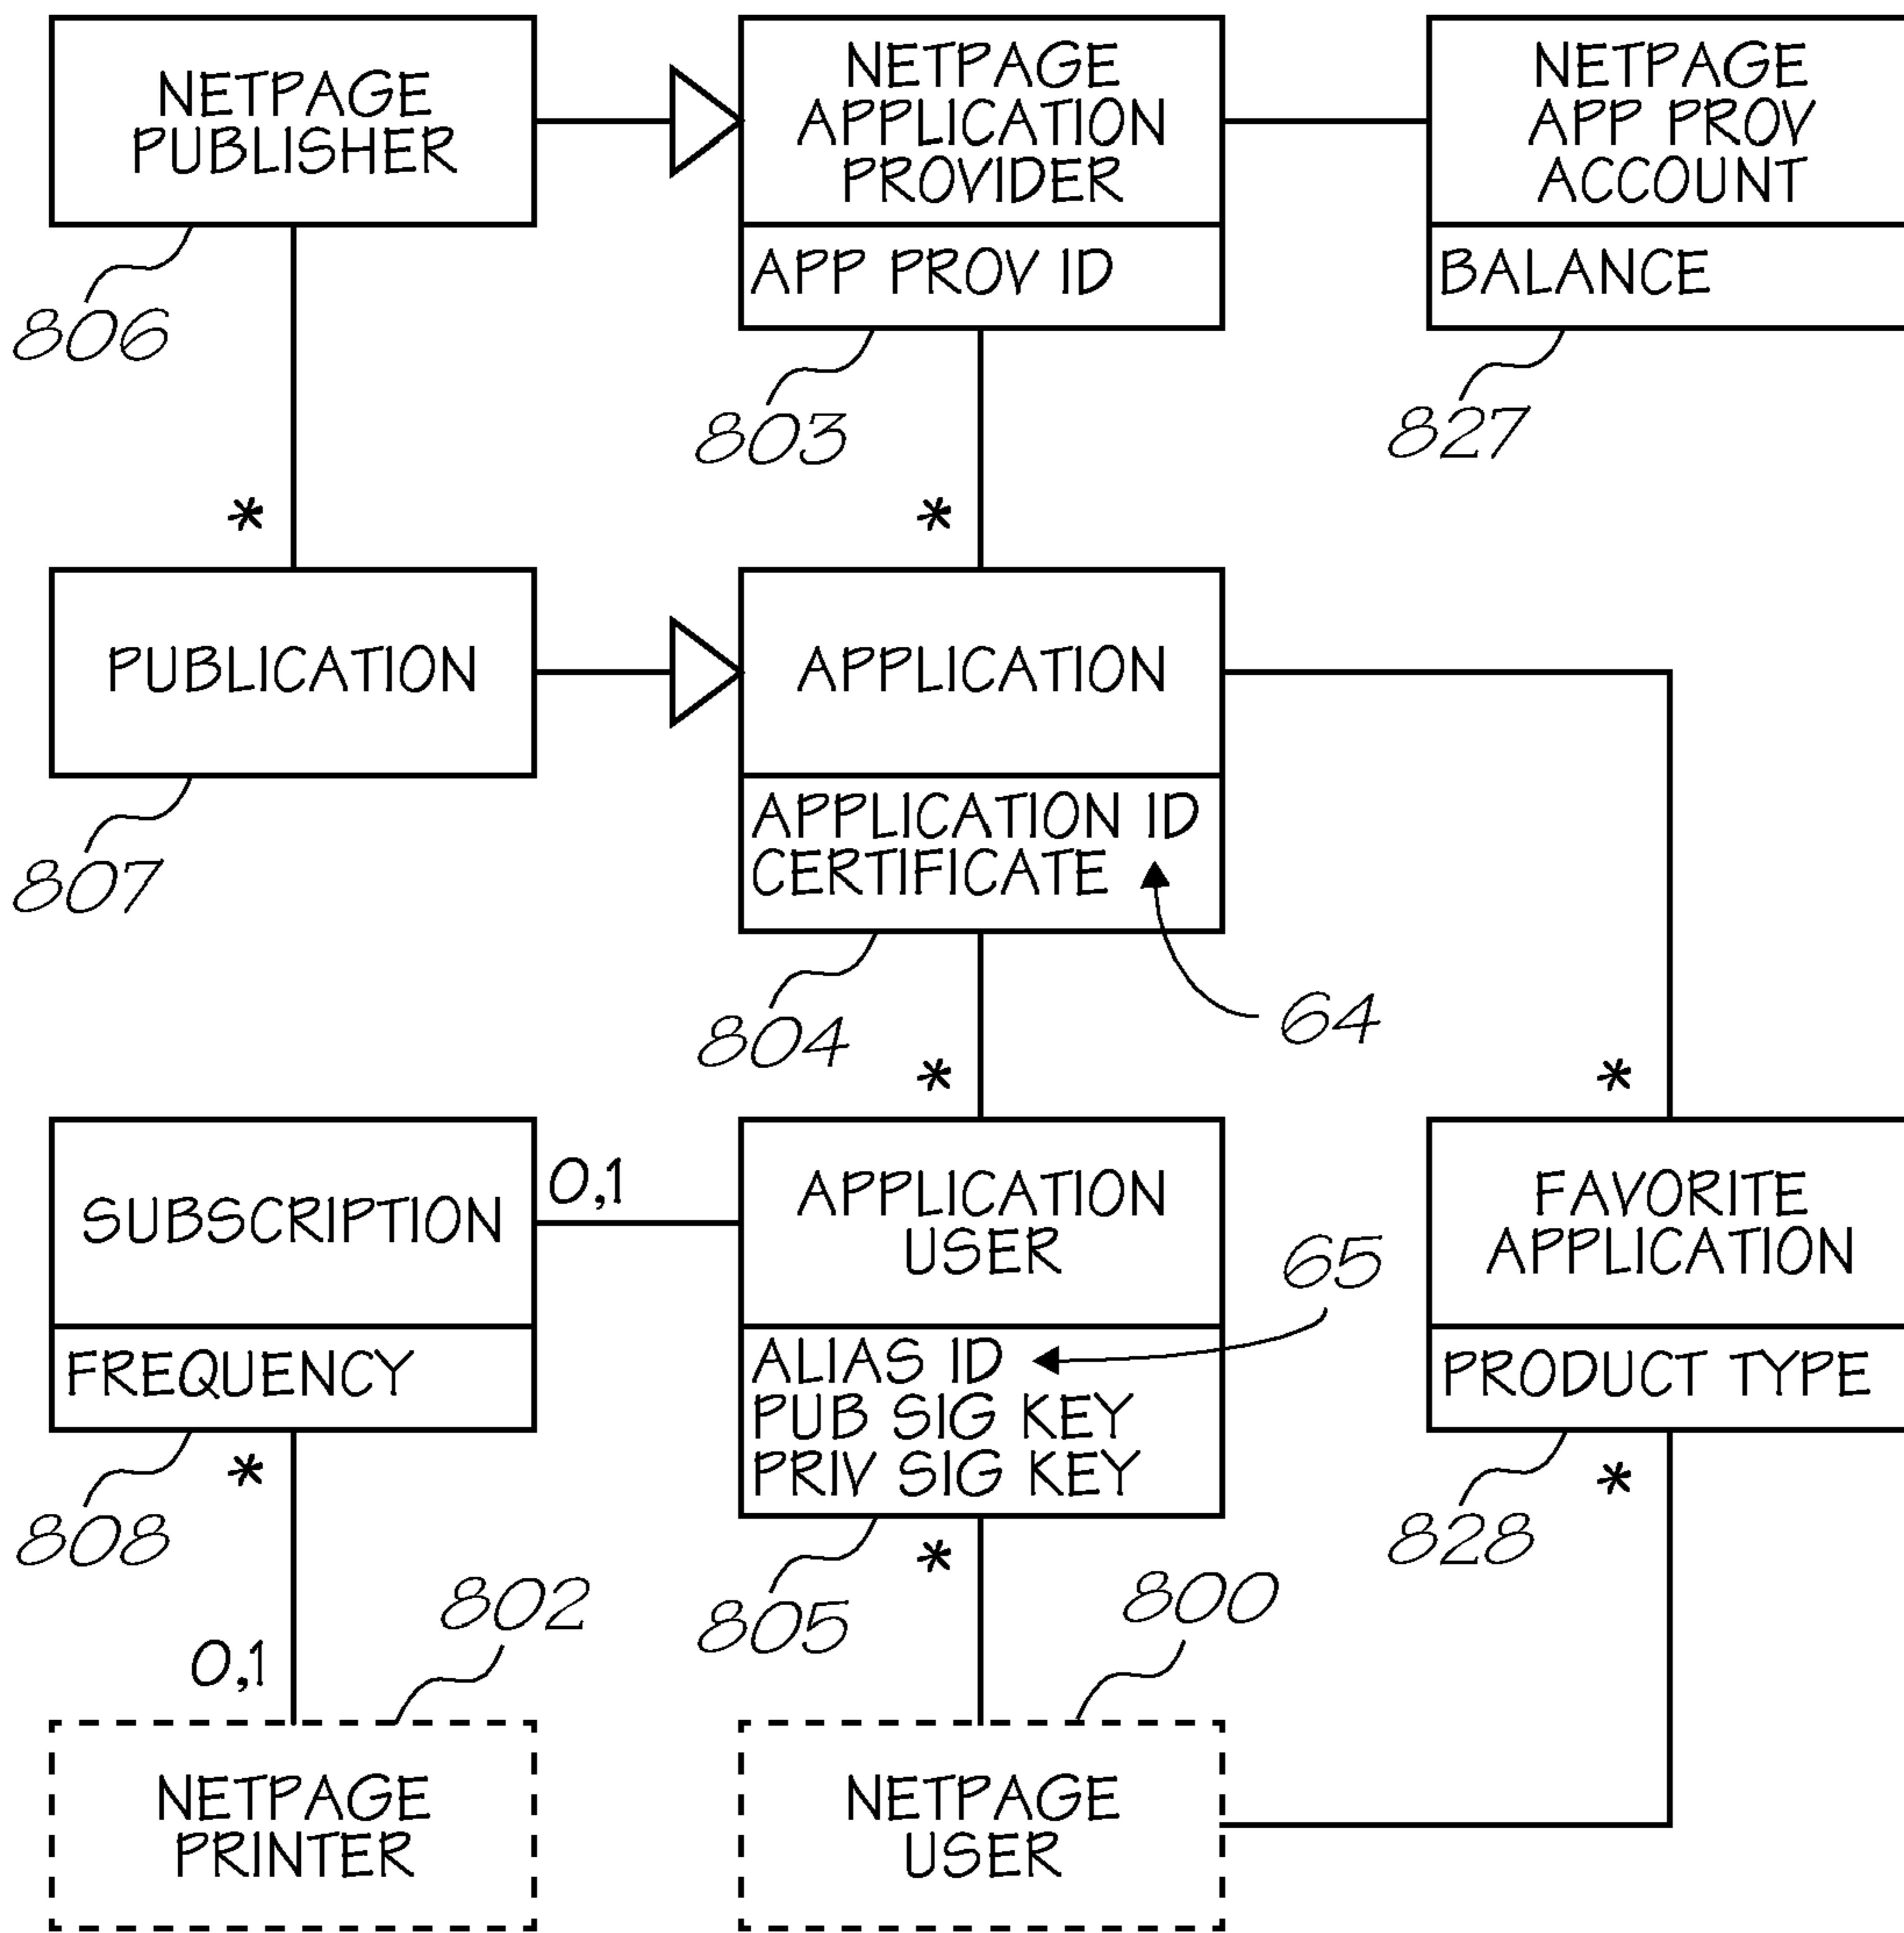 NETPAGE
PUBLISHER
806
NETPAGE
APPLICATION
PROVIDER
APP PROV ID
803
NETPAGE
APP PROV
ACCOUNT
BALANCE
827
*
*
PUBLICATION
807
APPLICATION
APPLICATION ID
CERTIFICATE
804
64
*
*
SUBSCRIPTION
FREQUENCY
808
0,1
APPLICATION
USER
ALIAS ID
PUB SIG KEY
PRIV SIG KEY
805
65
FAVORITE
APPLICATION
PRODUCT TYPE
828
*
*
*
0,1
802
800
NETPAGE
PRINTER
NETPAGE
USER